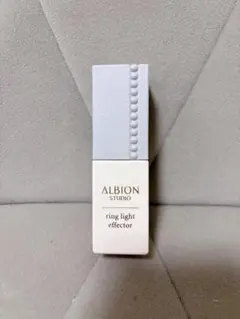 ALBION
STUDIO
ring light
effector